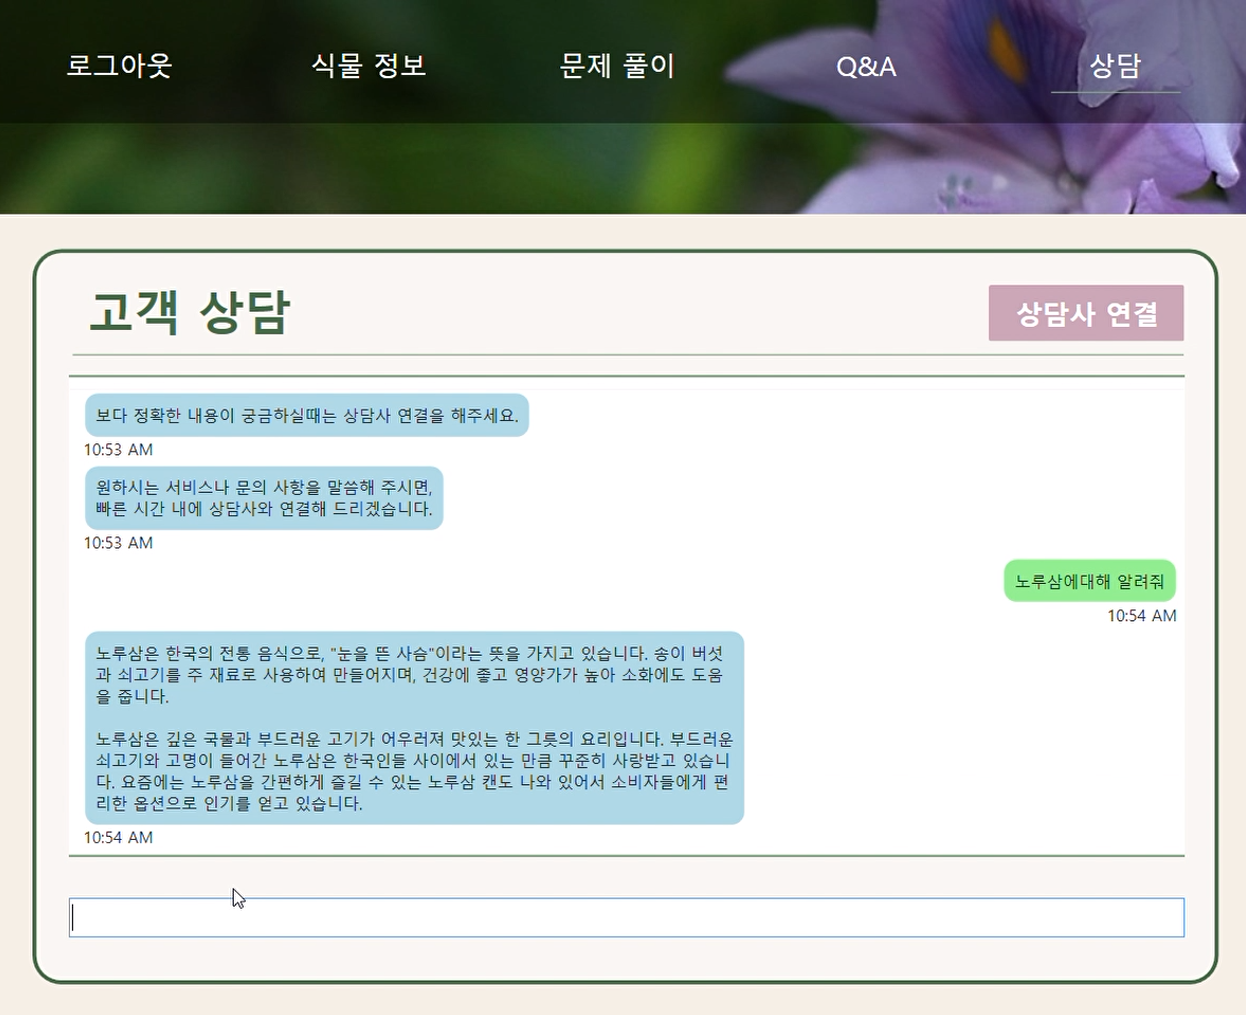 로그아웃 식물 정보 문제 풀이 Q&A 상담
고객 상담
상담사 연결
보다 정확한 내용이 궁금하실때는 상담사 연결을 해주세요.
10:53 AM
원하시는 서비스나 문의 사항을 말씀해 주시면,
빠른 시간 내에 상담사와 연결해 드리겠습니다.
10:53 AM
노루삼에대해 알려줘
10:54 AM
노루삼은 한국의 전통 음식으로, "눈을 뜬 사슴"이라는 뜻을 가지고 있습니다. 송이 버섯
과 쇠고기를 주 재료로 사용하여 만들어지며, 건강에 좋고 영양가가 높아 소화에도 도움
을 줍니다.
노루삼은 깊은 국물과 부드러운 고기가 어우러져 맛있는 한 그릇의 요리입니다. 부드러운
쇠고기와 고명이 들어간 노루삼은 한국인들 사이에서 있는 만큼 꾸준히 사랑받고 있습니
다. 요즘에는 노루삼을 간편하게 즐길 수 있는 노루삼 캔도 나와 있어서 소비자들에게 편
리한 옵션으로 인기를 얻고 있습니다.
10:54 AM